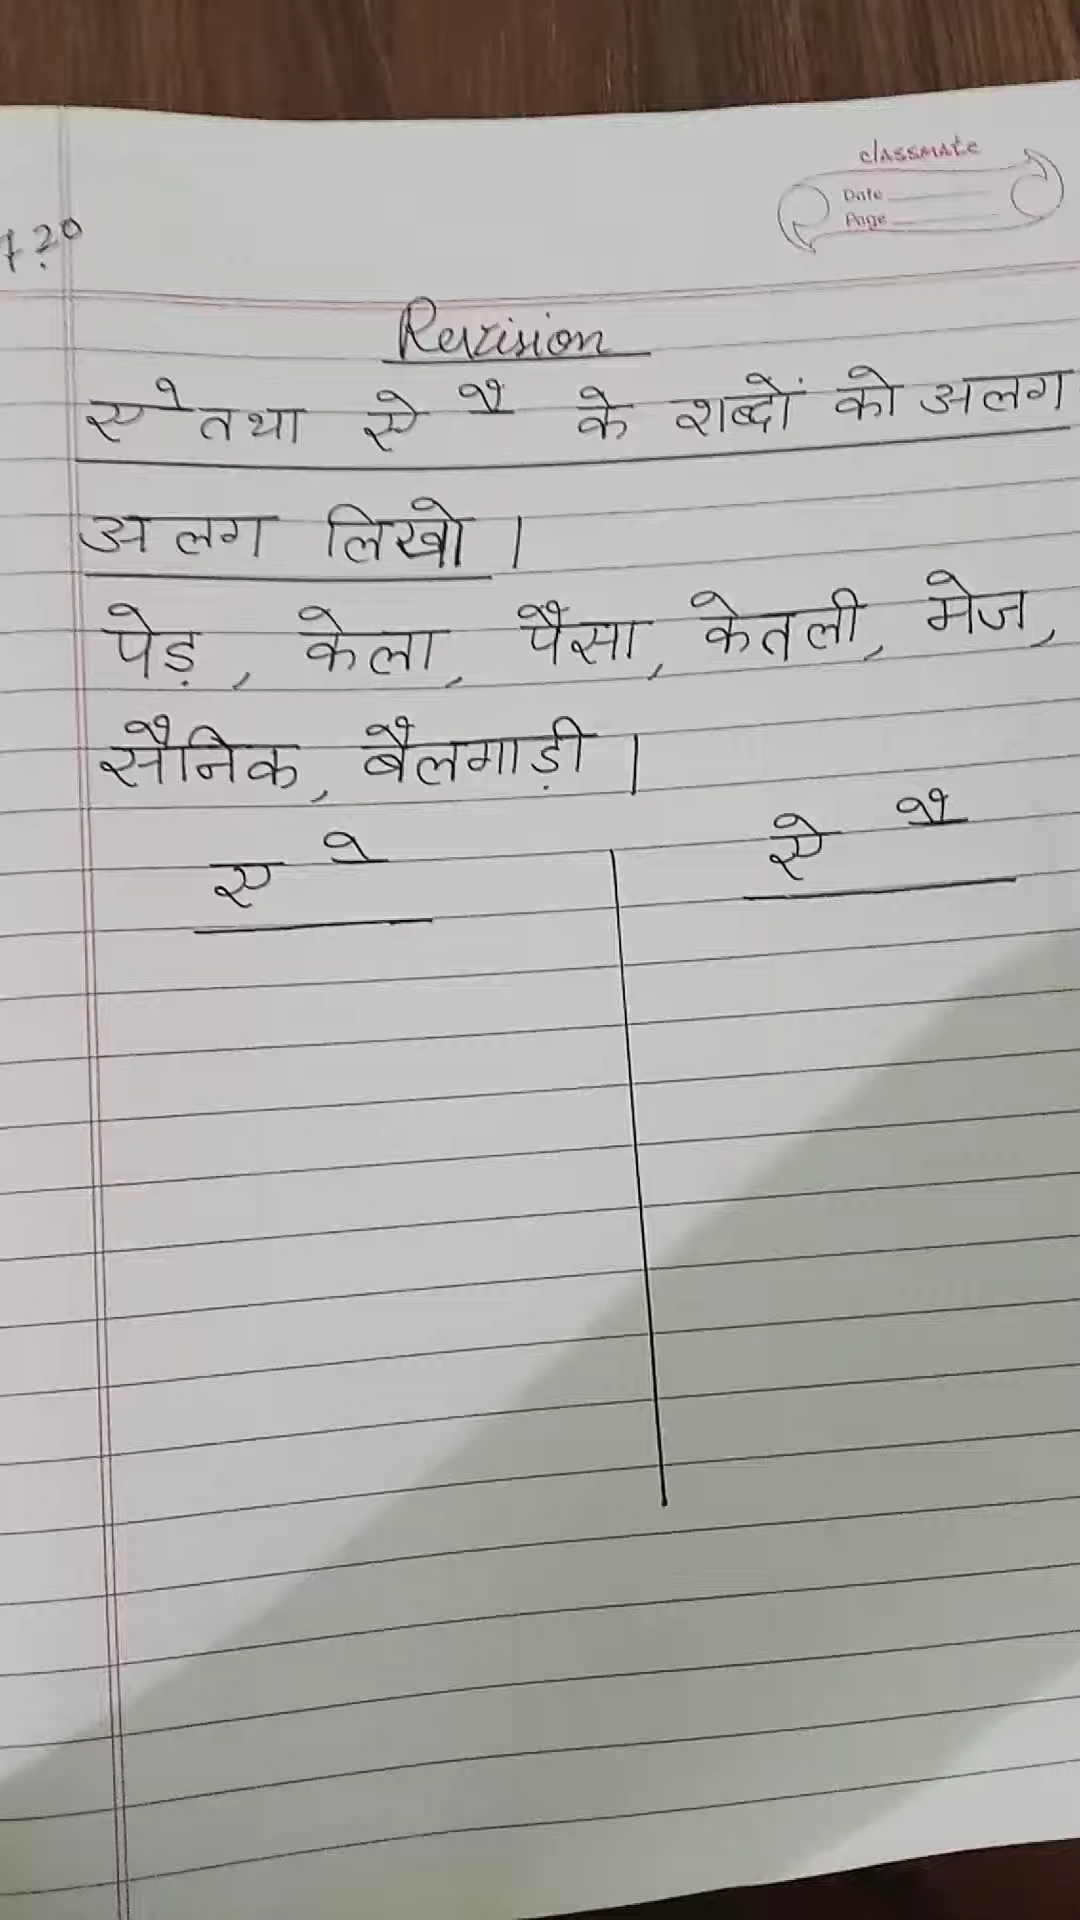 classmate
Date
Page
Revision
ए े तथा ऐ ै के शब्दों को अलग
अलग लिखो ।
पेड़, केला, पैसा, केतली, मेज,
सैनिक, बैलगाड़ी ।
ए े
ऐ ै